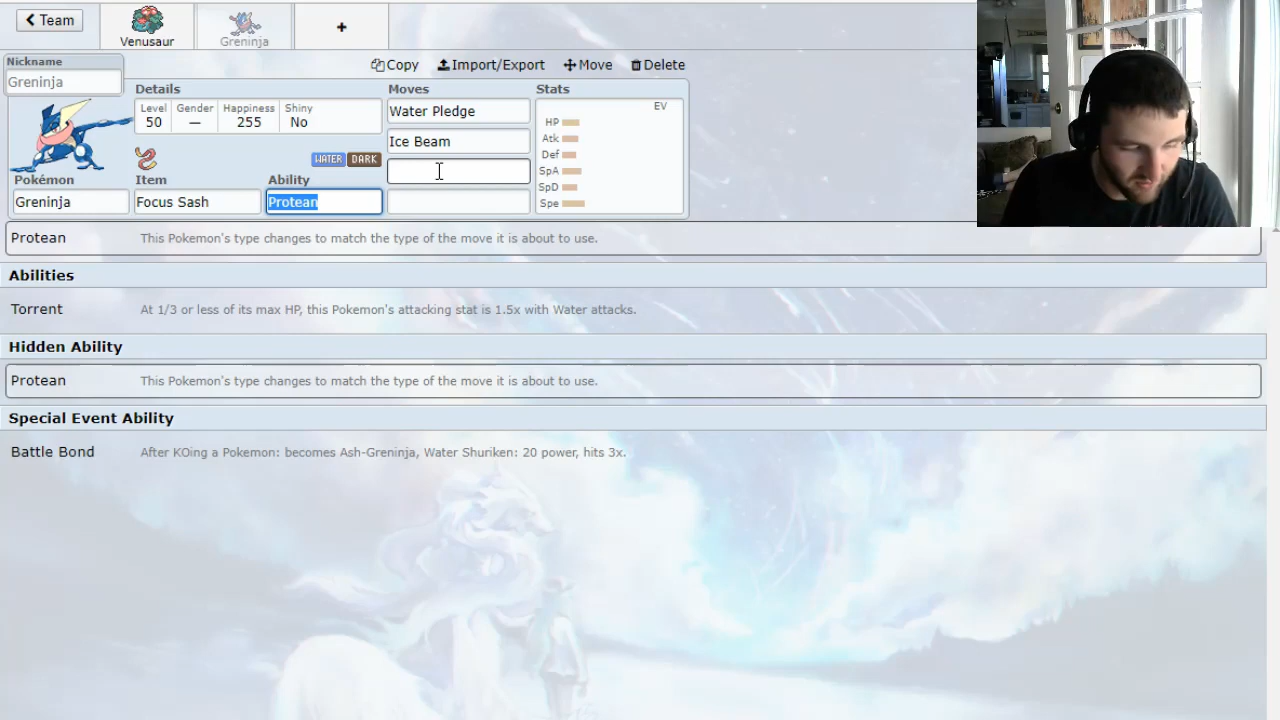 Team
Venusaur
Greninja
+
Nickname
Greninja
Copy Import/Export Move Delete
Details
Level Gender Happiness Shiny
50 — 255 No
WATER DARK
Pokémon Item Ability
Greninja Focus Sash Protean
Moves
Water Pledge
Ice Beam
Stats
EV
HP
Atk
Def
SpA
SpD
Spe
Protean This Pokemon's type changes to match the type of the move it is about to use.
Abilities
Torrent At 1/3 or less of its max HP, this Pokemon's attacking stat is 1.5x with Water attacks.
Hidden Ability
Protean This Pokemon's type changes to match the type of the move it is about to use.
Special Event Ability
Battle Bond After KOing a Pokemon: becomes Ash-Greninja, Water Shuriken: 20 power, hits 3x.